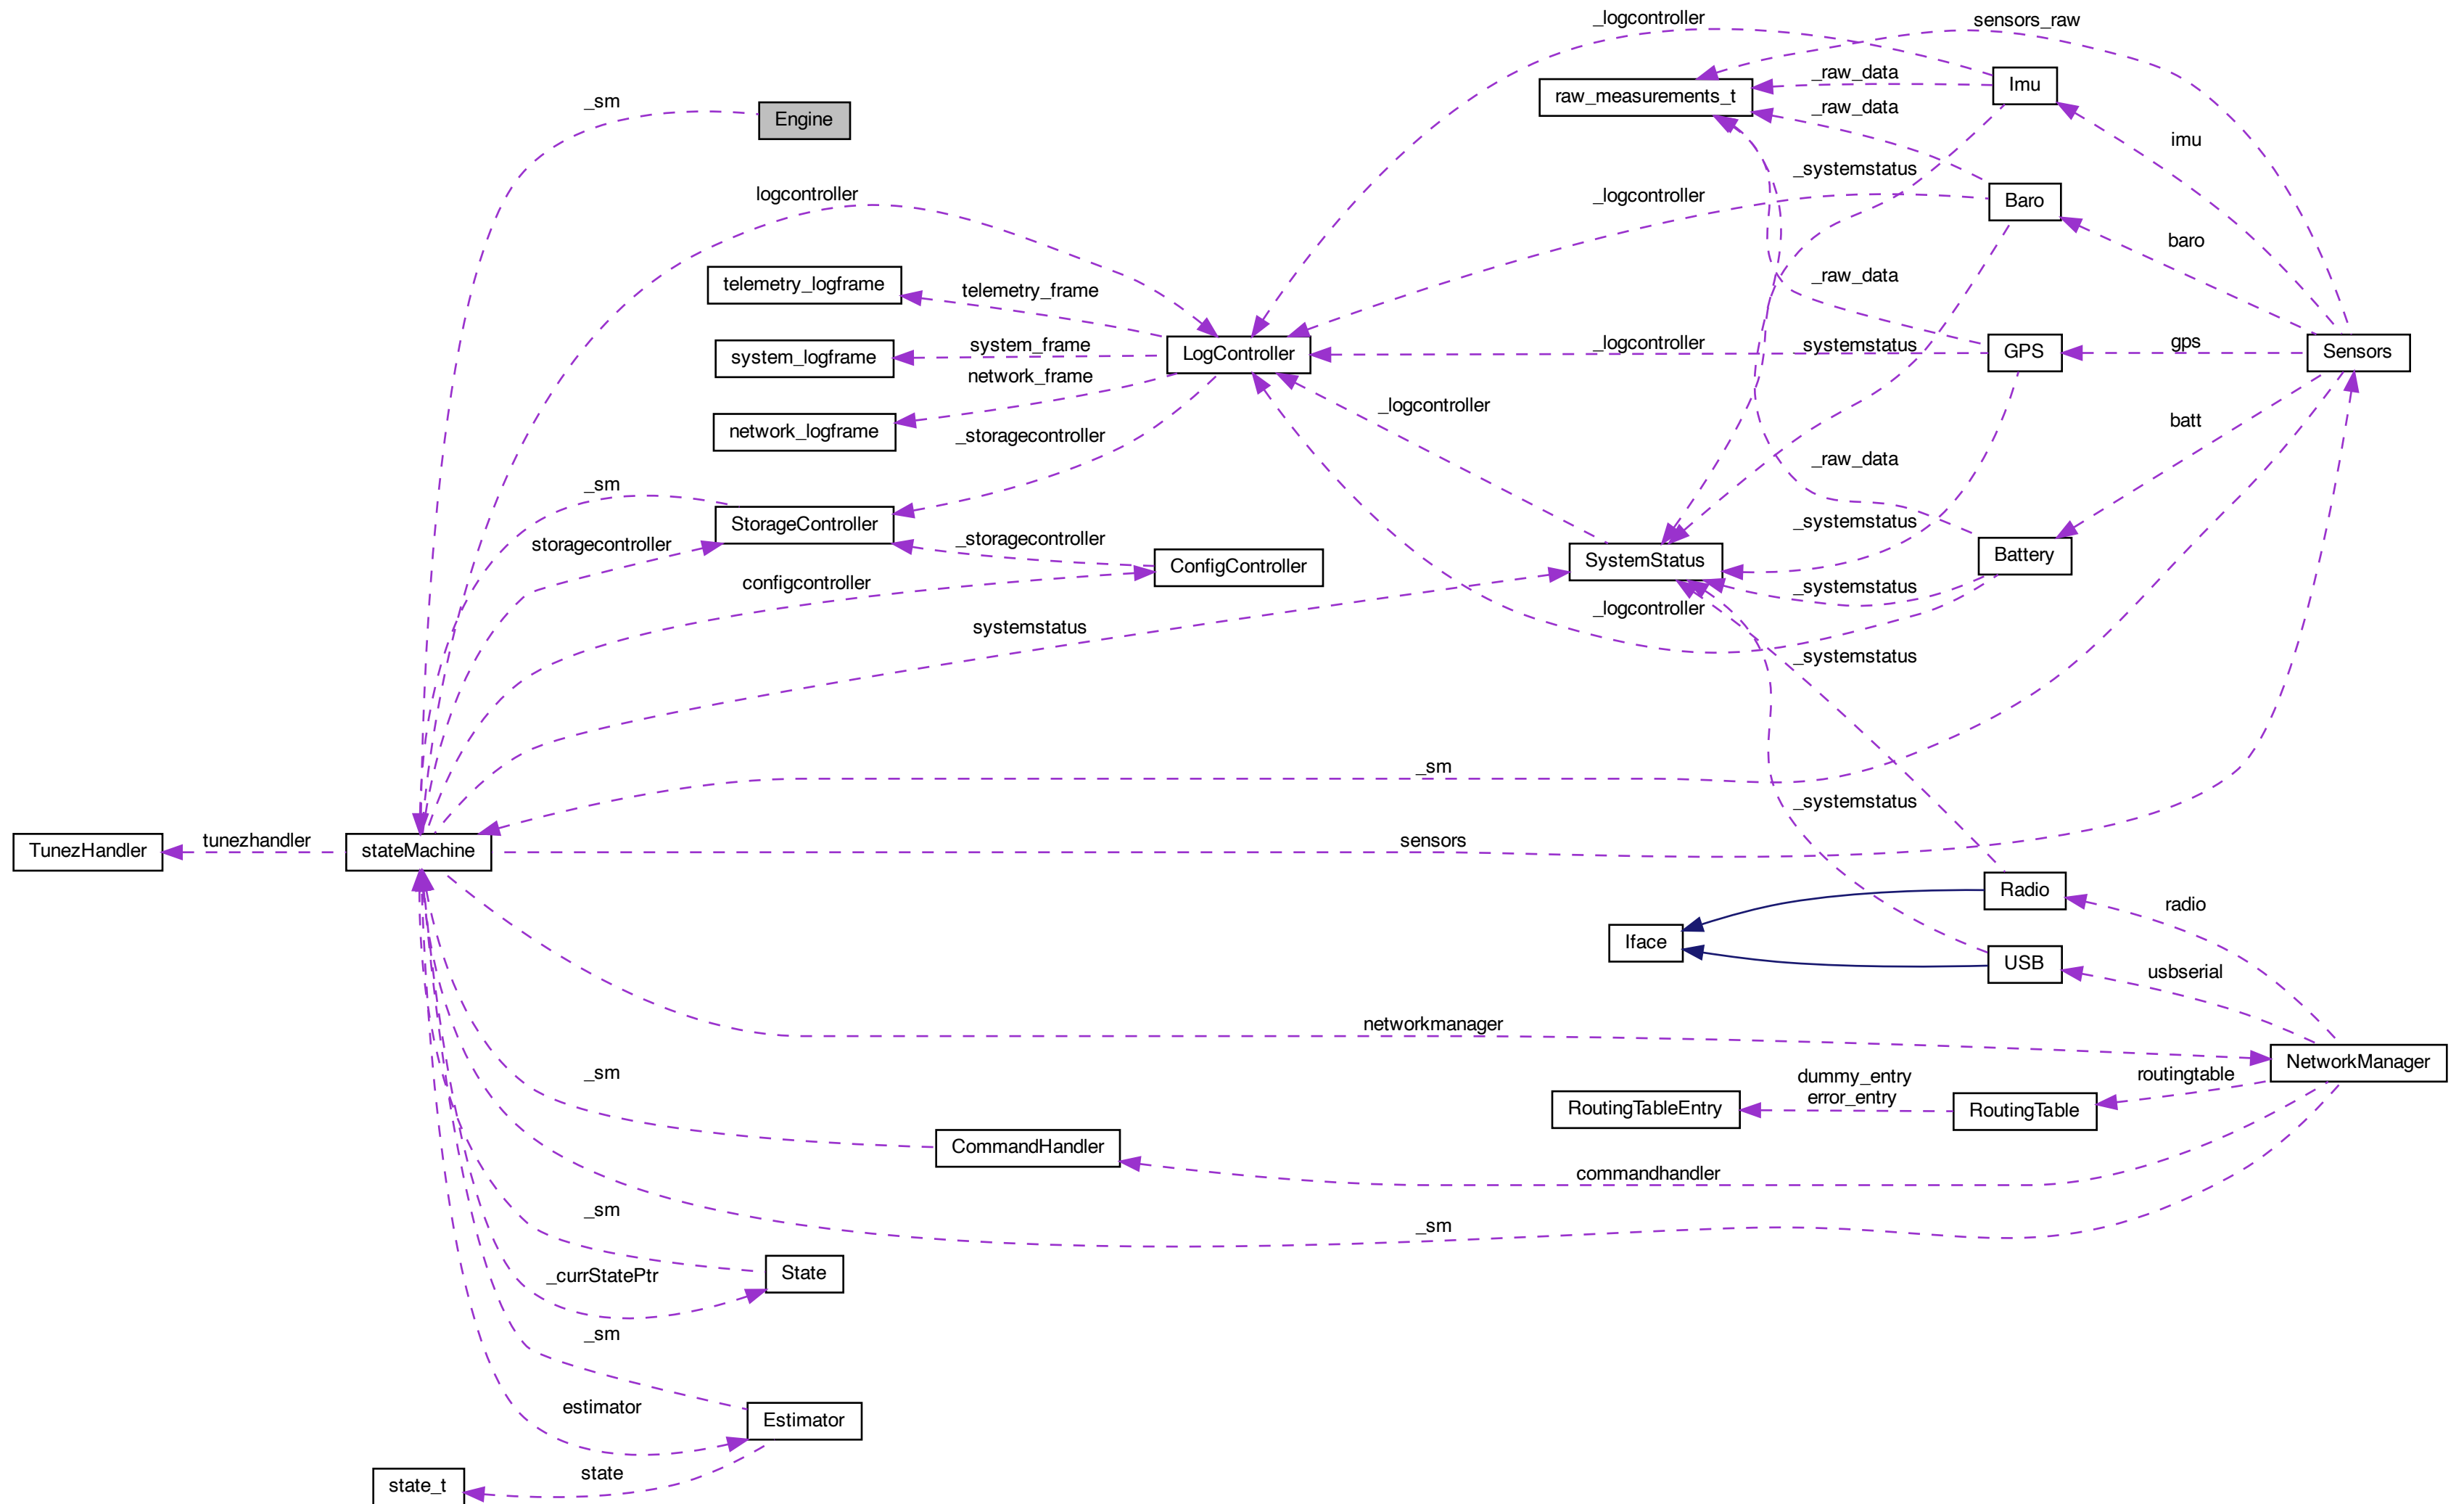 _logcontroller
sensors_raw
_raw_data
Imu
raw_measurements_t
_sm
_raw_data
Engine
imu
_systemstatus
logcontroller
_logcontroller
Baro
baro
telemetry_logframe
telemetry_frame
_raw_data
system_logframe
system_frame
LogController
_logcontroller
_systemstatus
GPS
gps
Sensors
network_frame
_logcontroller
batt
network_logframe
_storagecontroller
_raw_data
_sm
StorageController
_systemstatus
storagecontroller
_storagecontroller
Battery
ConfigController
SystemStatus
configcontroller
_systemstatus
_logcontroller
systemstatus
_systemstatus
_sm
_systemstatus
TunezHandler
tunezhandler
stateMachine
sensors
Radio
radio
Iface
USB
usbserial
networkmanager
NetworkManager
_sm
dummy_entry
error_entry
routingtable
RoutingTableEntry
RoutingTable
CommandHandler
commandhandler
_sm
_sm
State
_currStatePtr
_sm
estimator
Estimator
state
state_t